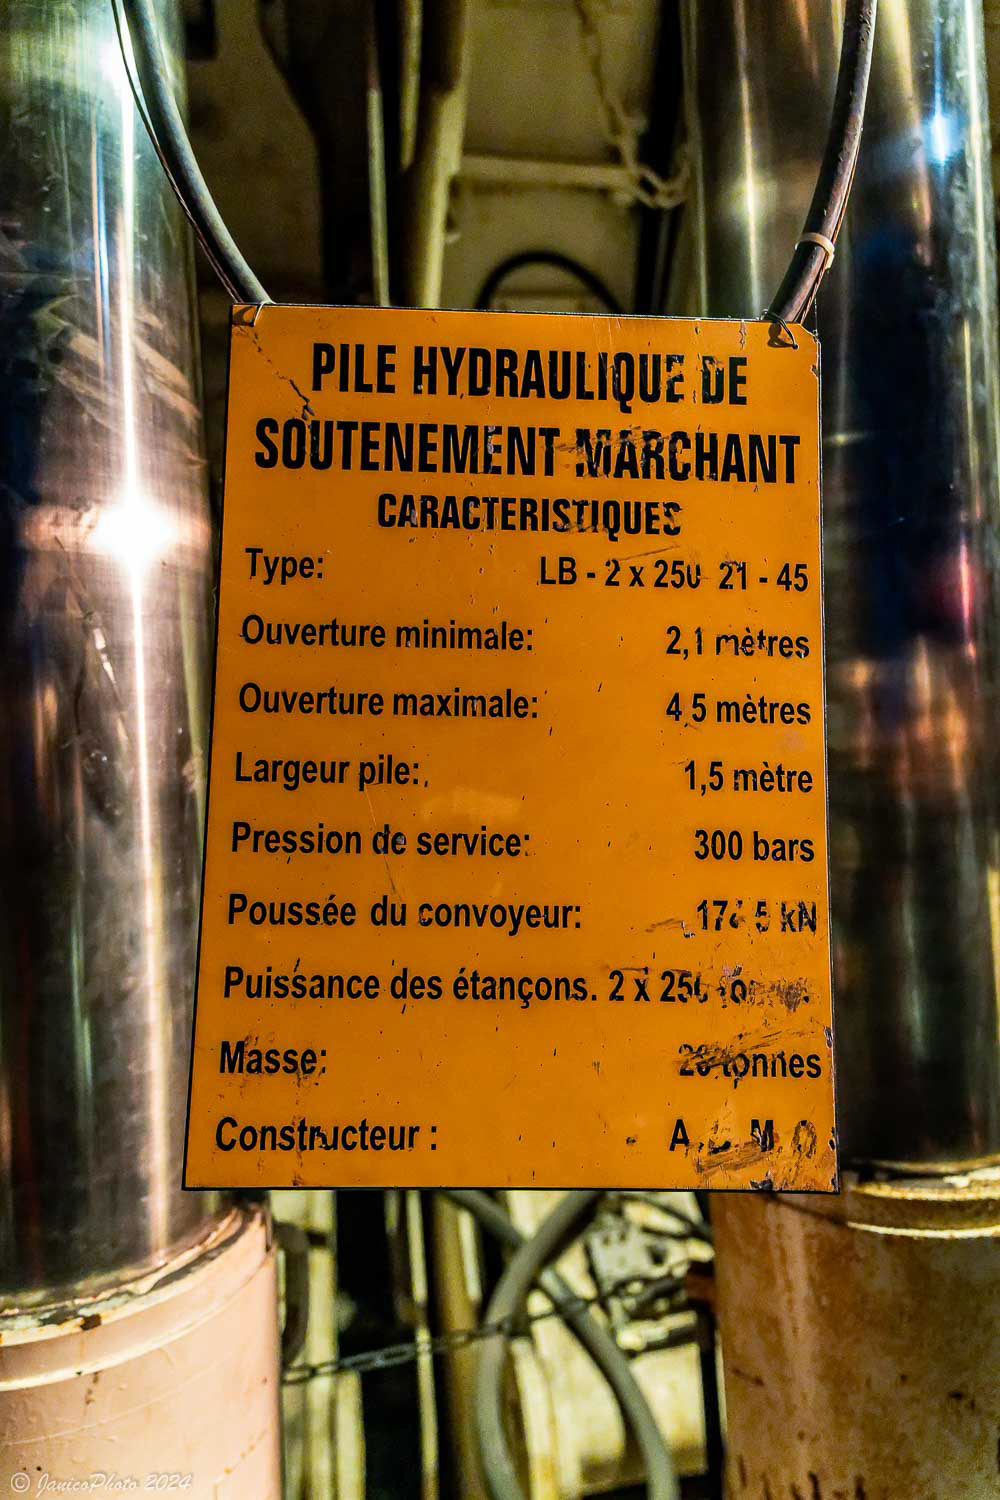 PILE HYDRAULIQUE DE
SOUTENEMENT MARCHANT
CARACTERISTIQUES
Type: LB - 2 x 250 21 - 45
Ouverture minimale: 2,1 mètres
Ouverture maximale: 4,5 mètres
Largeur pile: 1,5 mètre
Pression de service: 300 bars
Poussée du convoyeur: kN
Puissance des étançons. 2 x 250
Masse: tonnes
Constructeur :
© JanicoPhoto 2024